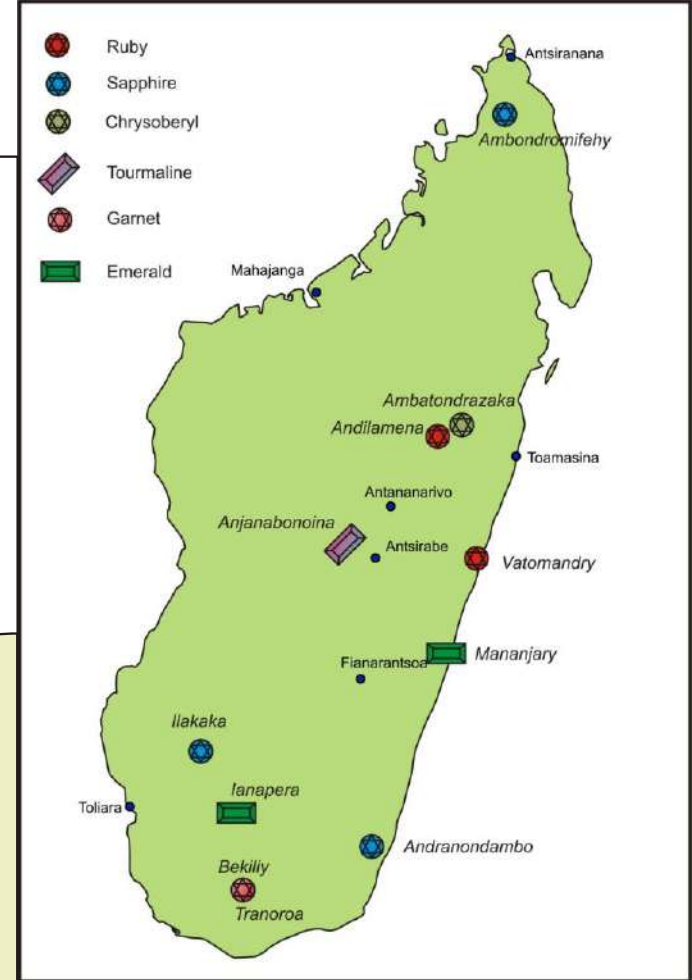 Ruby
Sapphire
Chrysoberyl
Tourmaline
Garnet
Emerald
Antsiranana
Ambondromifehy
Mahajanga
Ambatondrazaka
Andilamena
Toamasina
Antananarivo
Anjanabonoina
Antsirabe
Vatomandry
Fianarantsoa
Mananjary
Ilakaka
Ianapera
Toliara
Andranondambo
Bekiliy
Tranoroa